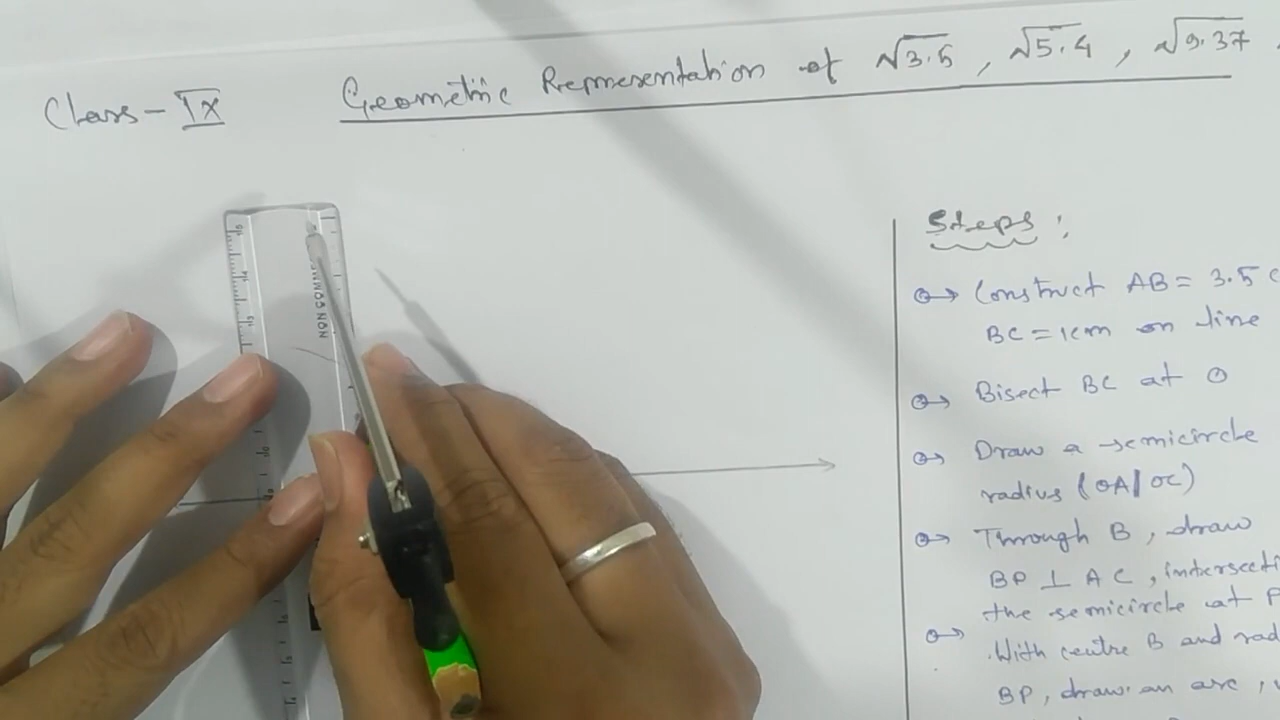 Class - IX
Geometric Representation of √3.5, √5.4, √9.37
NON COMM
Steps:
Construct AB = 3.5 c
BC = 1cm on line
Bisect BC at O
Draw a semicircle
radius (OA/OC)
Through B, draw
BP ⊥ AC, intersecti
the semicircle at P
With centre B and rad
BP, draw an arc,